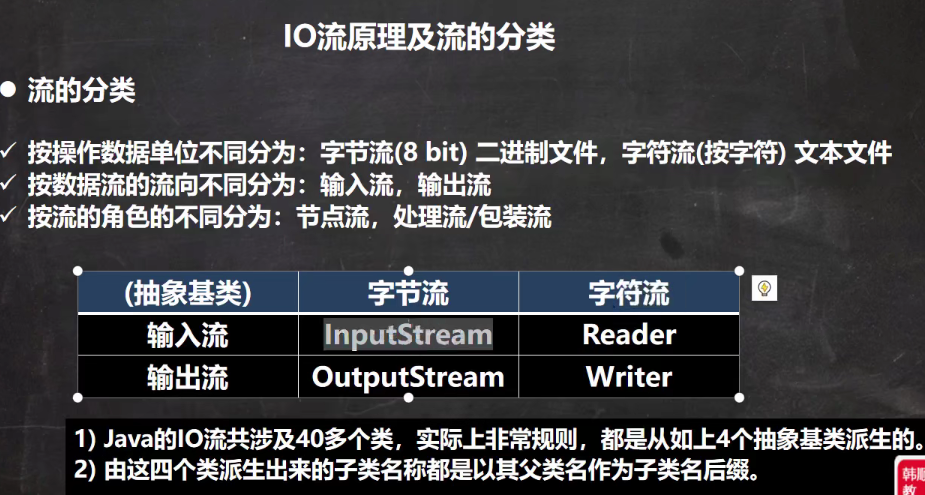 IO流原理及流的分类
● 流的分类
✓ 按操作数据单位不同分为：字节流(8 bit) 二进制文件，字符流(按字符) 文本文件
✓ 按数据流的流向不同分为：输入流，输出流
✓ 按流的角色的不同分为：节点流，处理流/包装流
(抽象基类) 字节流 字符流
输入流 InputStream Reader
输出流 OutputStream Writer
1) Java的IO流共涉及40多个类，实际上非常规则，都是从如上4个抽象基类派生的。
2) 由这四个类派生出来的子类名称都是以其父类名作为子类名后缀。
韩顺
教